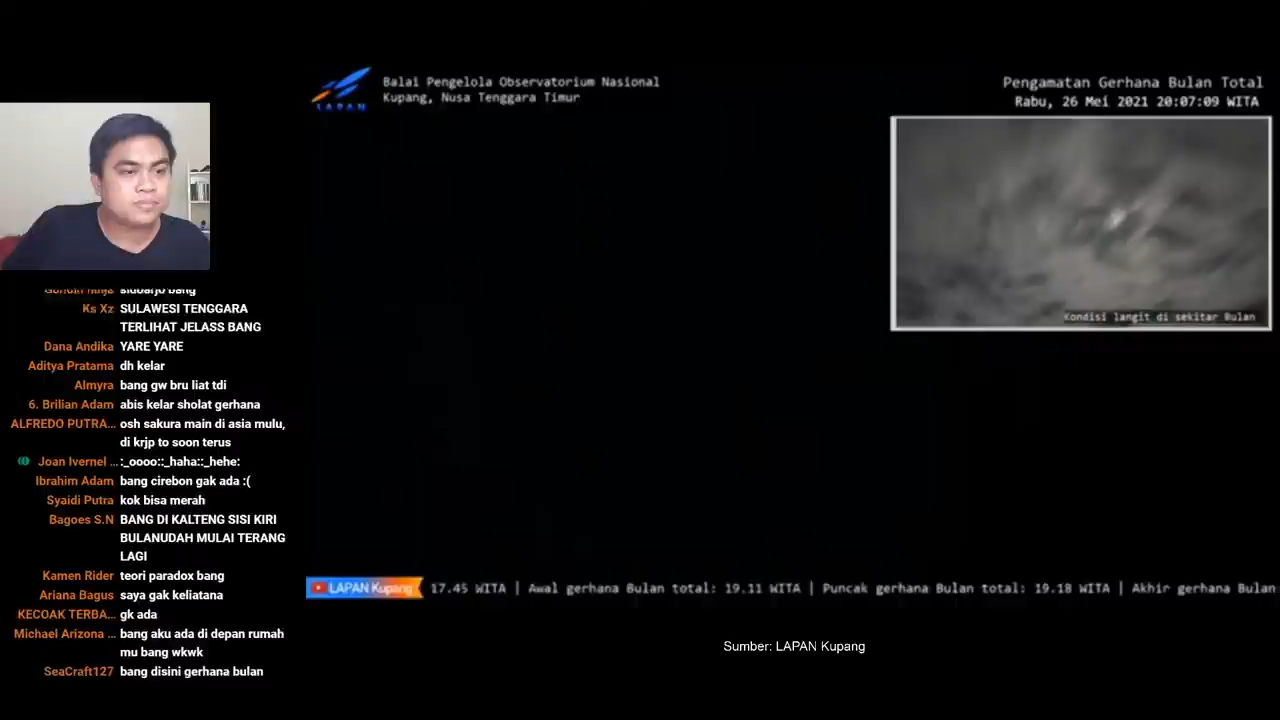 Balai Pengelola Observatorium Nasional
Kupang, Nusa Tenggara Timur
LAPAN
Pengamatan Gerhana Bulan Total
Rabu, 26 Mei 2021 20:07:09 WITA
Kondisi langit di sekitar Bulan
sidoarjo bang
Ks Xz SULAWESI TENGGARA
TERLIHAT JELASS BANG
Dana Andika YARE YARE
Aditya Pratama dh kelar
Almyra bang gw bru liat tdi
6. Brilian Adam abis kelar sholat gerhana
ALFREDO PUTRA... osh sakura main di asia mulu,
di krjp to soon terus
Joan Ivernel ... :_oooo::_haha::_hehe:
Ibrahim Adam bang cirebon gak ada :(
Syaidi Putra kok bisa merah
Bagoes S.N BANG DI KALTENG SISI KIRI
BULANUDAH MULAI TERANG
LAGI
Kamen Rider teori paradox bang
Ariana Bagus saya gak keliatana
KECOAK TERBA... gk ada
Michael Arizona ... bang aku ada di depan rumah
mu bang wkwk
SeaCraft127 bang disini gerhana bulan
LAPAN Kupang 17.45 WITA | Awal gerhana Bulan total: 19.11 WITA | Puncak gerhana Bulan total: 19.18 WITA | Akhir gerhana Bulan
Sumber: LAPAN Kupang